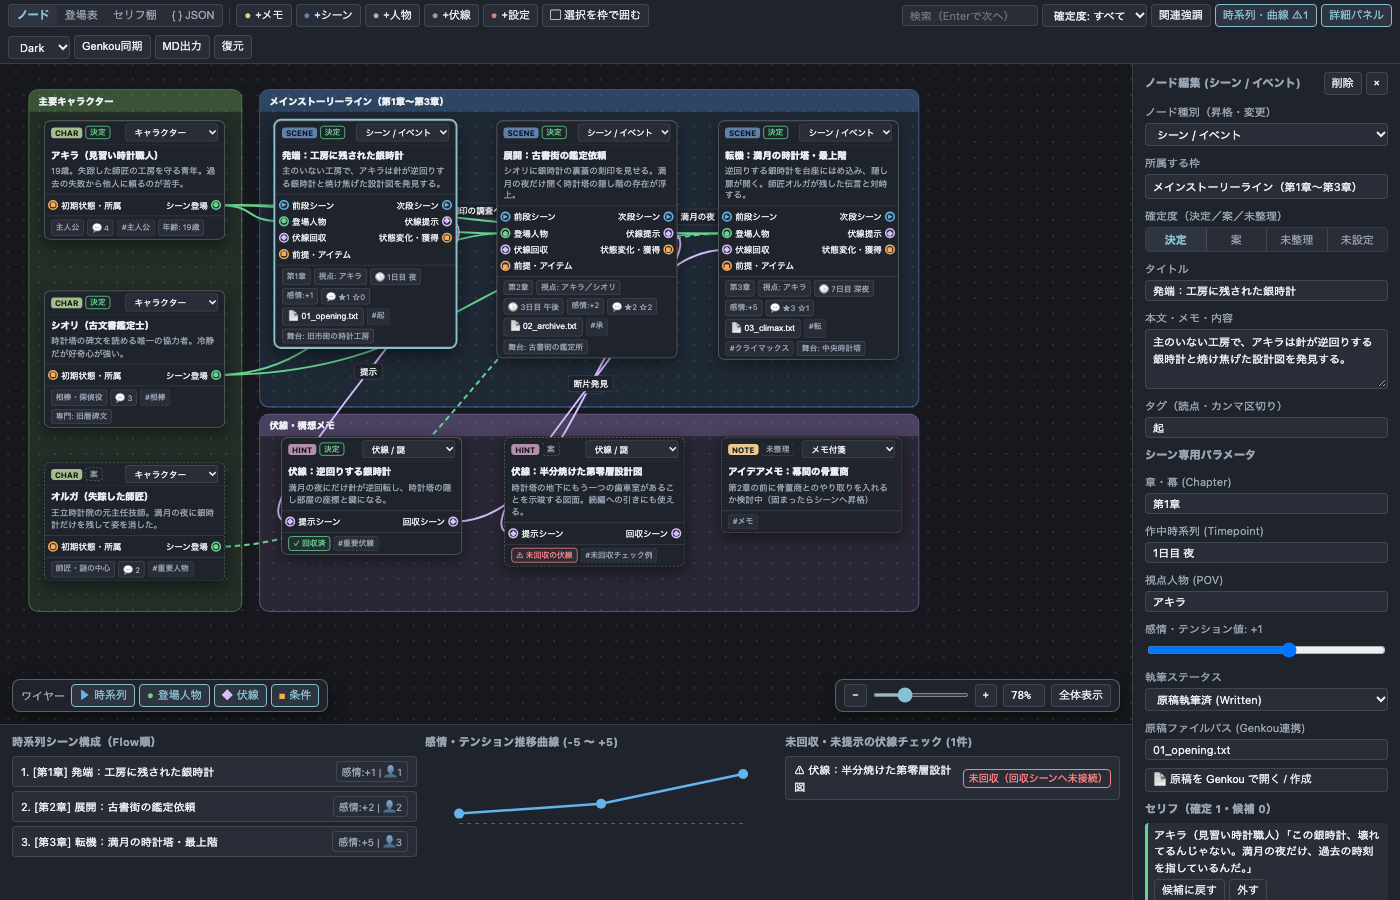 ノード 登場表 セリフ棚 { } JSON +メモ +シーン +人物 +伏線 +設定 選択を枠で囲む 検索（Enterで次へ） 確定度: すべて 関連強調 時系列・曲線 ⚠1 詳細パネル
Dark Genkou同期 MD出力 復元
主要キャラクター
CHAR 決定 キャラクター
アキラ（見習い時計職人）
19歳。失踪した師匠の工房を守る青年。過
去の失敗から他人に頼るのが苦手。
初期状態・所属 シーン登場
主人公 💬 4 #主人公 年齢: 19歳
CHAR 決定 キャラクター
シオリ（古文書鑑定士）
時計塔の碑文を読める唯一の協力者。冷静
だが好奇心が強い。
初期状態・所属 シーン登場
相棒・探偵役 💬 3 #相棒
専門: 旧暦碑文
CHAR 案 キャラクター
オルガ（失踪した師匠）
王立時計院の元主任技師。満月の夜に銀時
計だけを残して姿を消した。
初期状態・所属 シーン登場
師匠・謎の中心 💬 2 #重要人物
メインストーリーライン（第1章〜第3章）
SCENE 決定 シーン / イベント
発端：工房に残された銀時計
主のいない工房で、アキラは針が逆回りす
る銀時計と焼け焦げた設計図を発見する。
前段シーン 次段シーン
登場人物 伏線提示
伏線回収 状態変化・獲得
前提・アイテム
第1章 視点: アキラ 🕒 1日目 夜
感情:+1 💬 ★1 ☆0
📄 01_opening.txt #起
舞台: 旧市街の時計工房
印の調査へ
SCENE 決定 シーン / イベント
展開：古書街の鑑定依頼
シオリに銀時計の裏蓋の刻印を見せる。満
月の夜だけ開く時計塔の隠し階の存在が浮
上。
前段シーン 次段シーン
登場人物 伏線提示
伏線回収 状態変化・獲得
前提・アイテム
第2章 視点: アキラ／シオリ
🕒 3日目 午後 感情:+2 💬 ★2 ☆2
📄 02_archive.txt #承
舞台: 古書街の鑑定所
満月の夜
SCENE 決定 シーン / イベント
転機：満月の時計塔・最上階
逆回りする銀時計を台座にはめ込み、隠し
扉が開く。師匠オルガが残した伝言と対峙
する。
前段シーン 次段シーン
登場人物 伏線提示
伏線回収 状態変化・獲得
前提・アイテム
第3章 視点: アキラ 🕒 7日目 深夜
感情:+5 💬 ★3 ☆1
📄 03_climax.txt #転
#クライマックス 舞台: 中央時計塔
提示
断片発見
伏線・構想メモ
HINT 決定 伏線 / 謎
伏線：逆回りする銀時計
満月の夜にだけ針が逆回転し、時計塔の隠
し部屋の座標と鍵になる。
提示シーン 回収シーン
✓ 回収済 #重要伏線
HINT 案 伏線 / 謎
伏線：半分焼けた第零層設計図
時計塔の地下にもう一つの歯車室があるこ
とを示唆する図面。続編への引きにも使え
る。
提示シーン 回収シーン
⚠ 未回収の伏線 #未回収チェック例
NOTE 未整理 メモ付箋
アイデアメモ：幕間の骨董商
第2章の前に骨董商とのやり取りを入れる
か検討中（固まったらシーンへ昇格）
#メモ
ワイヤー ▶ 時系列 ● 登場人物 ◆ 伏線 ■ 条件
− + 78% 全体表示
時系列シーン構成（Flow順）
1. [第1章] 発端：工房に残された銀時計 感情:+1 | 👤1
2. [第2章] 展開：古書街の鑑定依頼 感情:+2 | 👤2
3. [第3章] 転機：満月の時計塔・最上階 感情:+5 | 👤3
感情・テンション推移曲線 (-5 〜 +5)
未回収・未提示の伏線チェック (1件)
⚠ 伏線：半分焼けた第零層設計
図
未回収（回収シーンへ未接続）
ノード編集 (シーン / イベント) 削除 ×
ノード種別（昇格・変更）
シーン / イベント
所属する枠
メインストーリーライン（第1章〜第3章）
確定度（決定／案／未整理）
決定 案 未整理 未設定
タイトル
発端：工房に残された銀時計
本文・メモ・内容
主のいない工房で、アキラは針が逆回りする
銀時計と焼け焦げた設計図を発見する。
タグ（読点・カンマ区切り）
起
シーン専用パラメータ
章・幕 (Chapter)
第1章
作中時系列 (Timepoint)
1日目 夜
視点人物 (POV)
アキラ
感情・テンション値: +1
執筆ステータス
原稿執筆済 (Written)
原稿ファイルパス (Genkou連携)
01_opening.txt
📄 原稿を Genkou で開く / 作成
セリフ（確定 1・候補 0）
アキラ（見習い時計職人）「この銀時計、壊れ
てるんじゃない。満月の夜だけ、過去の時刻
を指しているんだ。」
候補に戻す 外す